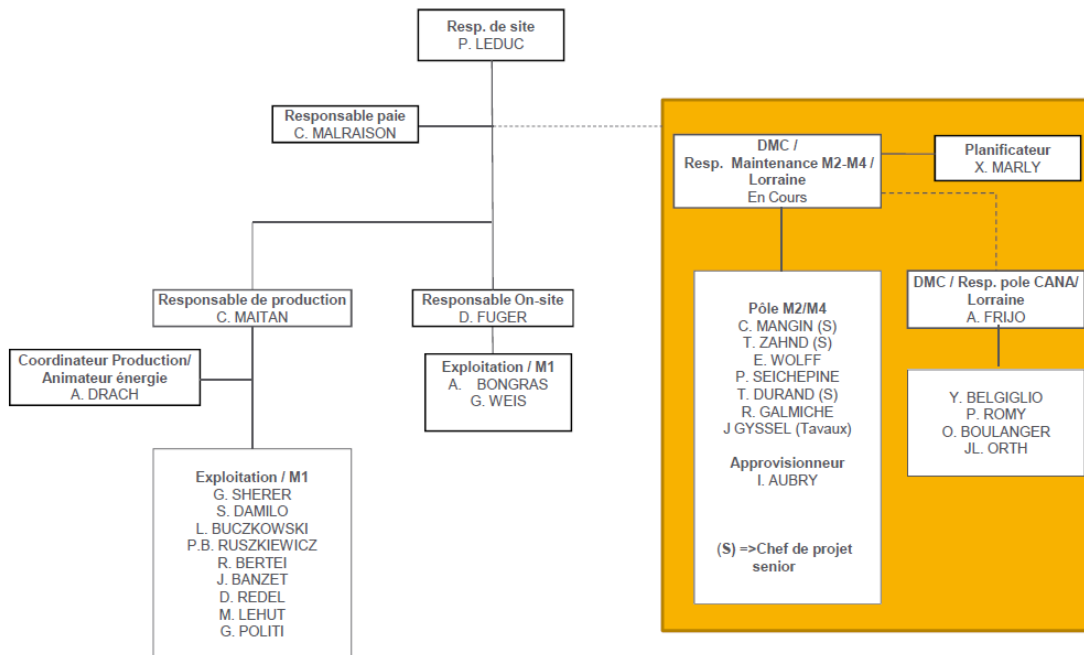 Resp. de site
P. LEDUC
Responsable paie
C. MALRAISON
DMC /
Resp. Maintenance M2-M4 /
Lorraine
En Cours
Planificateur
X. MARLY
Responsable de production
C. MAITAN
Responsable On-site
D. FUGER
DMC / Resp. pole CANA/
Lorraine
A. FRIJO
Coordinateur Production/
Animateur énergie
A. DRACH
Exploitation / M1
A. BONGRAS
G. WEIS
Pôle M2/M4
C. MANGIN (S)
T. ZAHND (S)
E. WOLFF
P. SEICHEPINE
T. DURAND (S)
R. GALMICHE
J GYSSEL (Tavaux)
Approvisionneur
I. AUBRY
(S) =>Chef de projet
senior
Y. BELGIGLIO
P. ROMY
O. BOULANGER
JL. ORTH
Exploitation / M1
G. SHERER
S. DAMILO
L. BUCZKOWSKI
P.B. RUSZKIEWICZ
R. BERTEI
J. BANZET
D. REDEL
M. LEHUT
G. POLITI